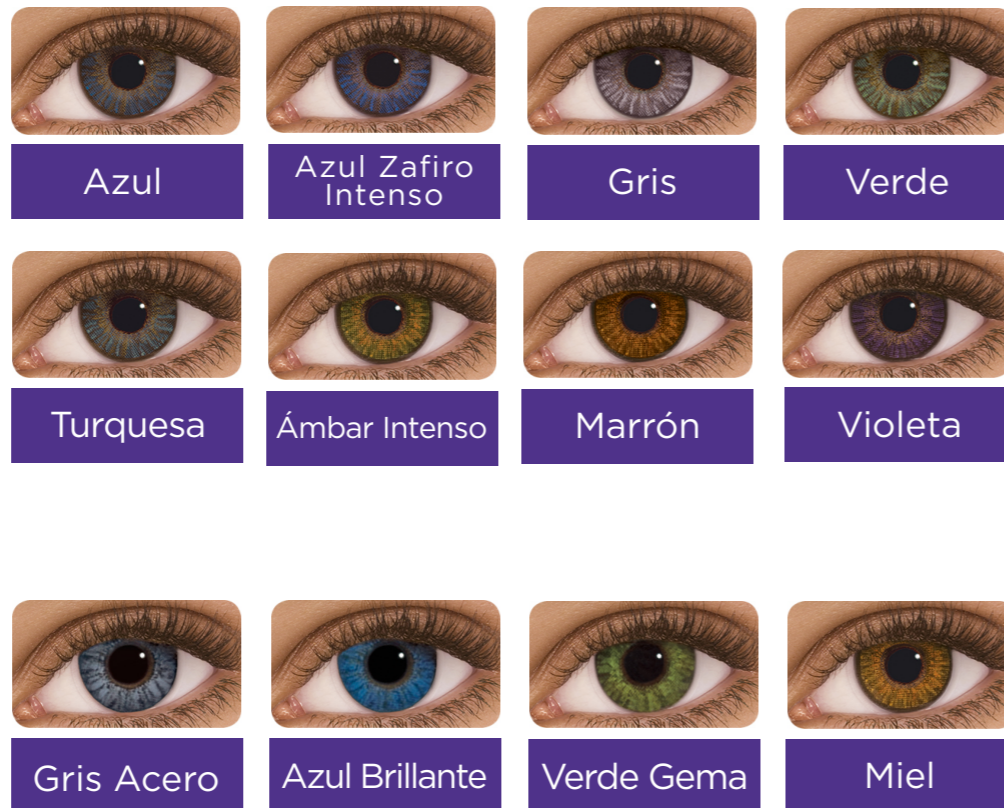 Azul
Azul Zafiro
Intenso
Gris
Verde
Turquesa
Ámbar Intenso
Marrón
Violeta
Gris Acero
Azul Brillante
Verde Gema
Miel